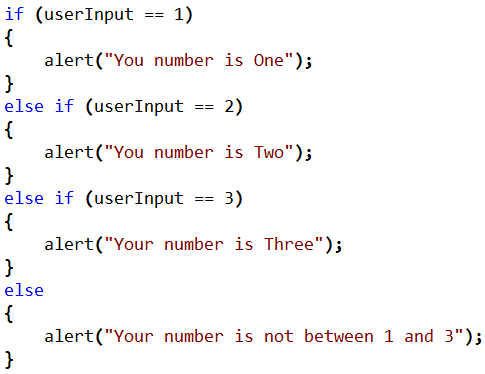 if (userInput == 1)
{
    alert("You number is One");
}
else if (userInput == 2)
{
    alert("You number is Two");
}
else if (userInput == 3)
{
    alert("Your number is Three");
}
else
{
    alert("Your number is not between 1 and 3");
}